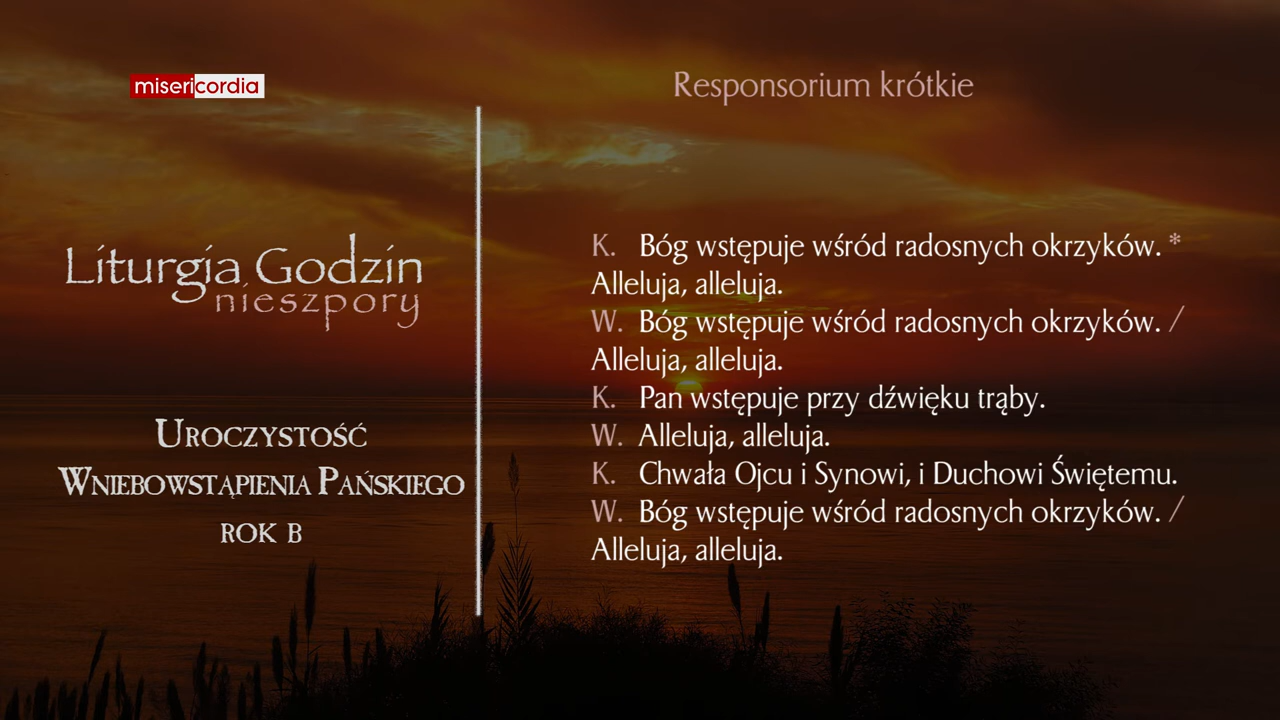 misericordia
Liturgia Godzin
nieszpory
Uroczystość
Wniebowstąpienia Pańskiego
rok B
Responsorium krótkie
K. Bóg wstępuje wśród radosnych okrzyków. *
Alleluja, alleluja.
W. Bóg wstępuje wśród radosnych okrzyków. /
Alleluja, alleluja.
K. Pan wstępuje przy dźwięku trąby.
W. Alleluja, alleluja.
K. Chwała Ojcu i Synowi, i Duchowi Świętemu.
W. Bóg wstępuje wśród radosnych okrzyków. /
Alleluja, alleluja.